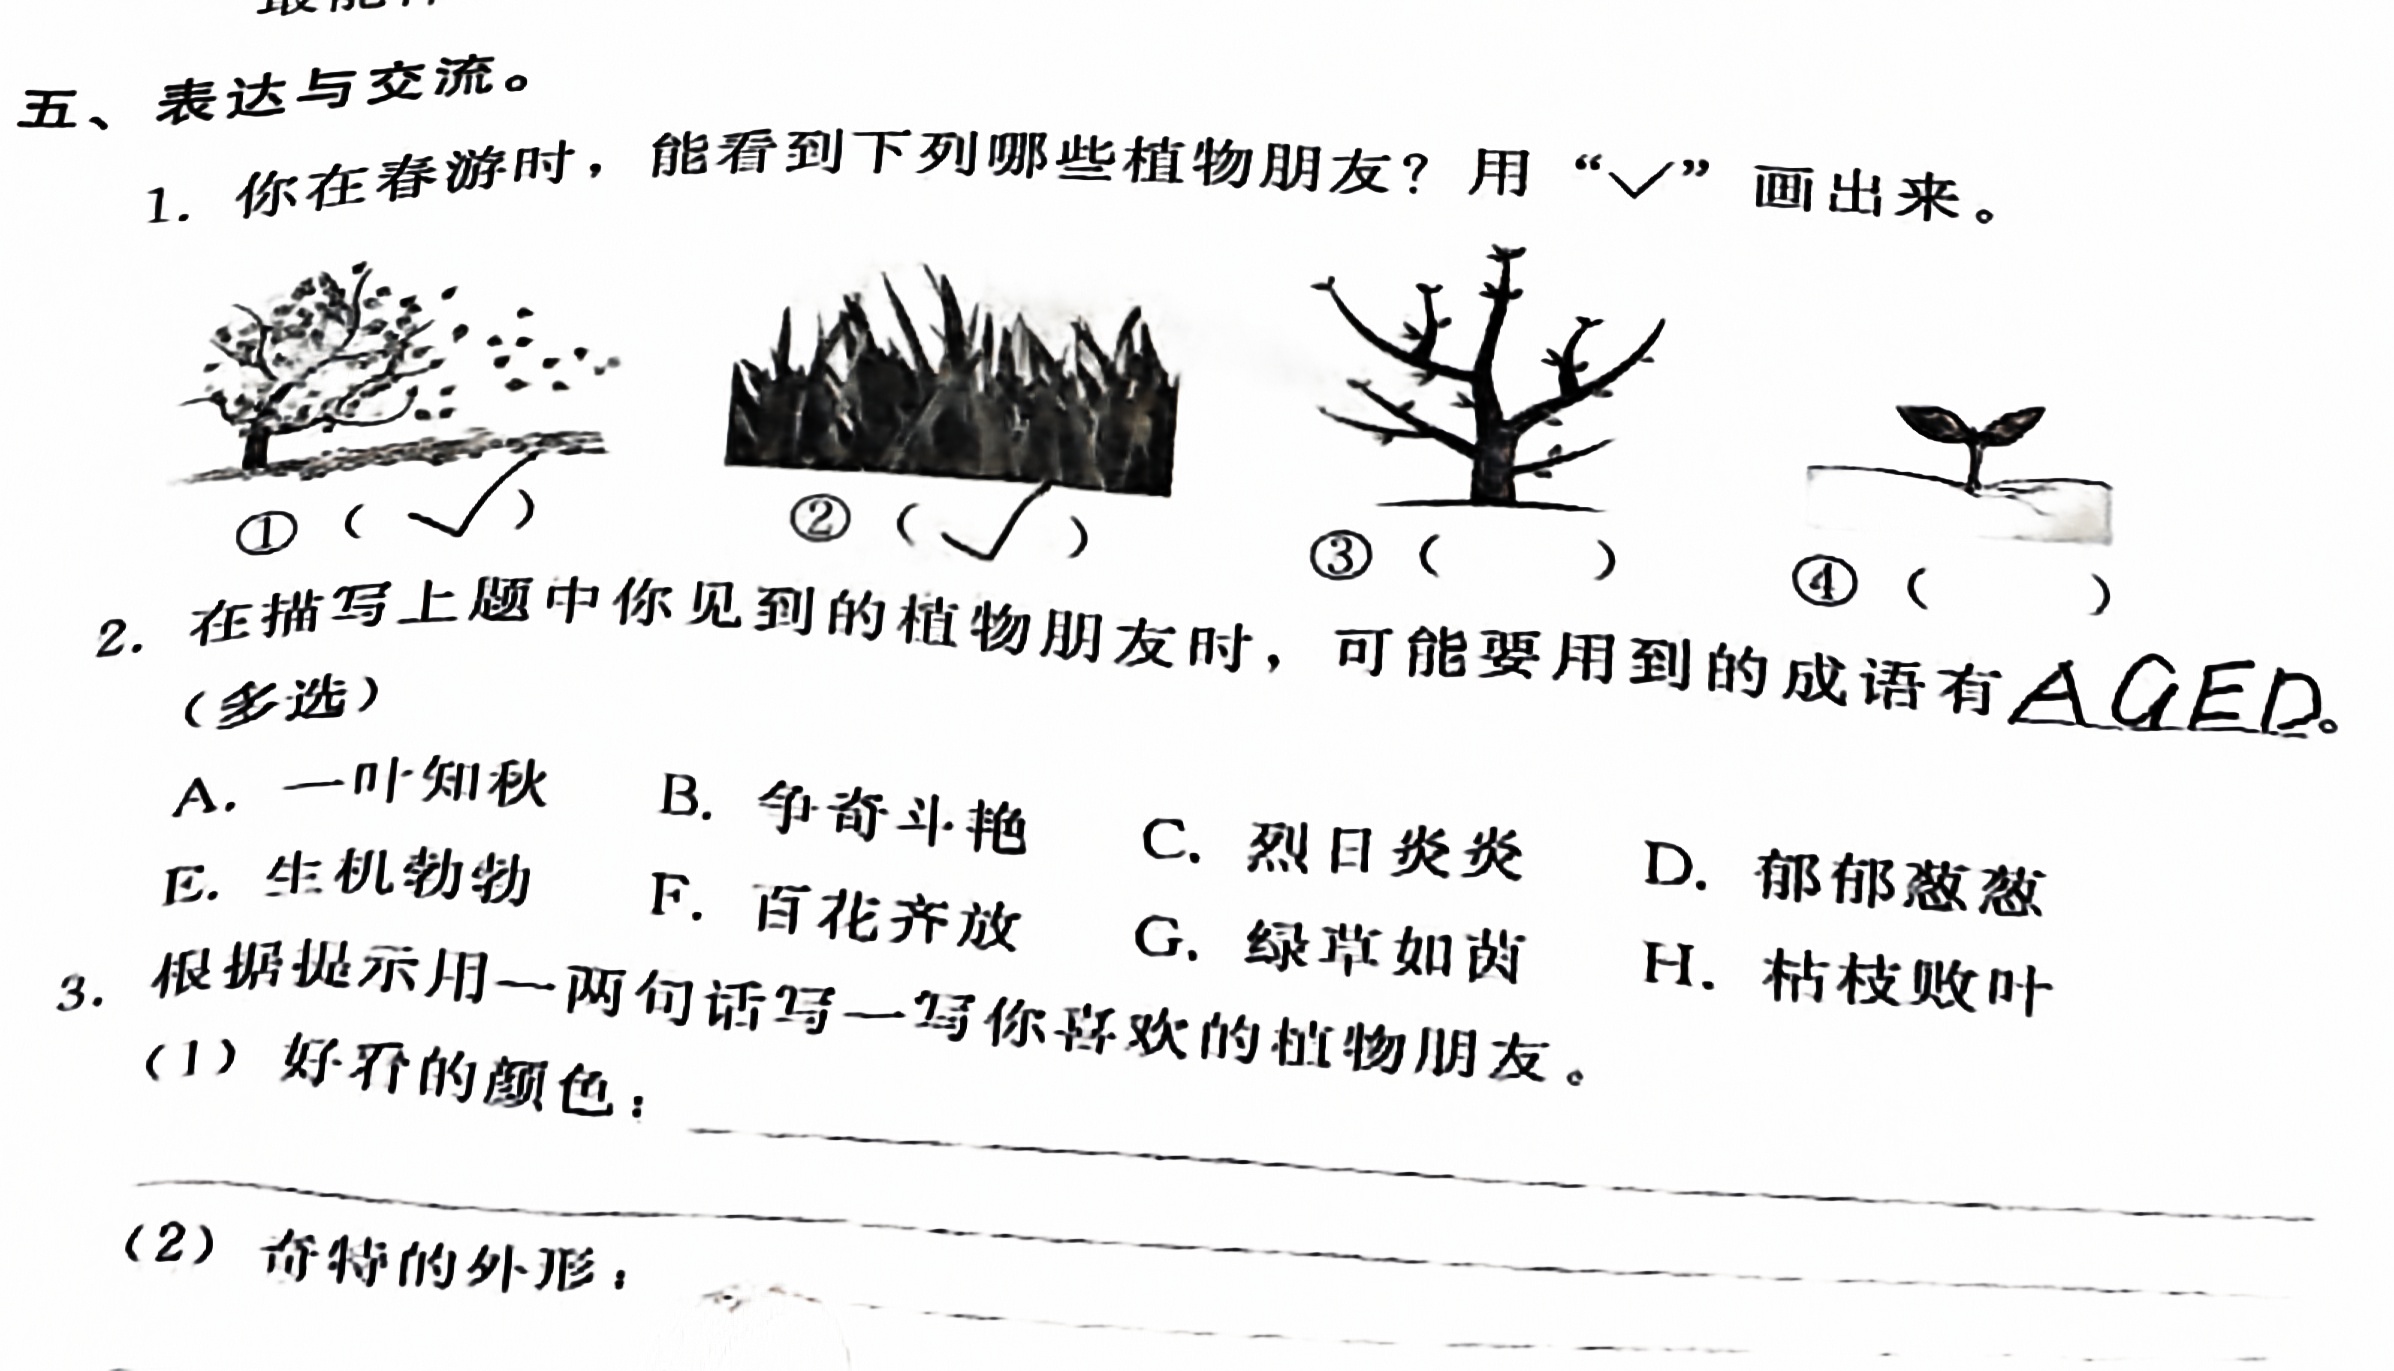 五、表达与交流。
1. 你在春游时，能看到下列哪些植物朋友？用“✓”画出来。
①（ ✓ ） ②（ ✓ ） ③（ ） ④（ ）
2. 在描写上题中你见到的植物朋友时，可能要用到的成语有AGED。
（多选）
A. 一叶知秋 B. 争奇斗艳 C. 烈日炎炎 D. 郁郁葱葱
E. 生机勃勃 F. 百花齐放 G. 绿草如茵 H. 枯枝败叶
3. 根据提示用一两句话写一写你喜欢的植物朋友。
（1）好看的颜色：
（2）奇特的外形：